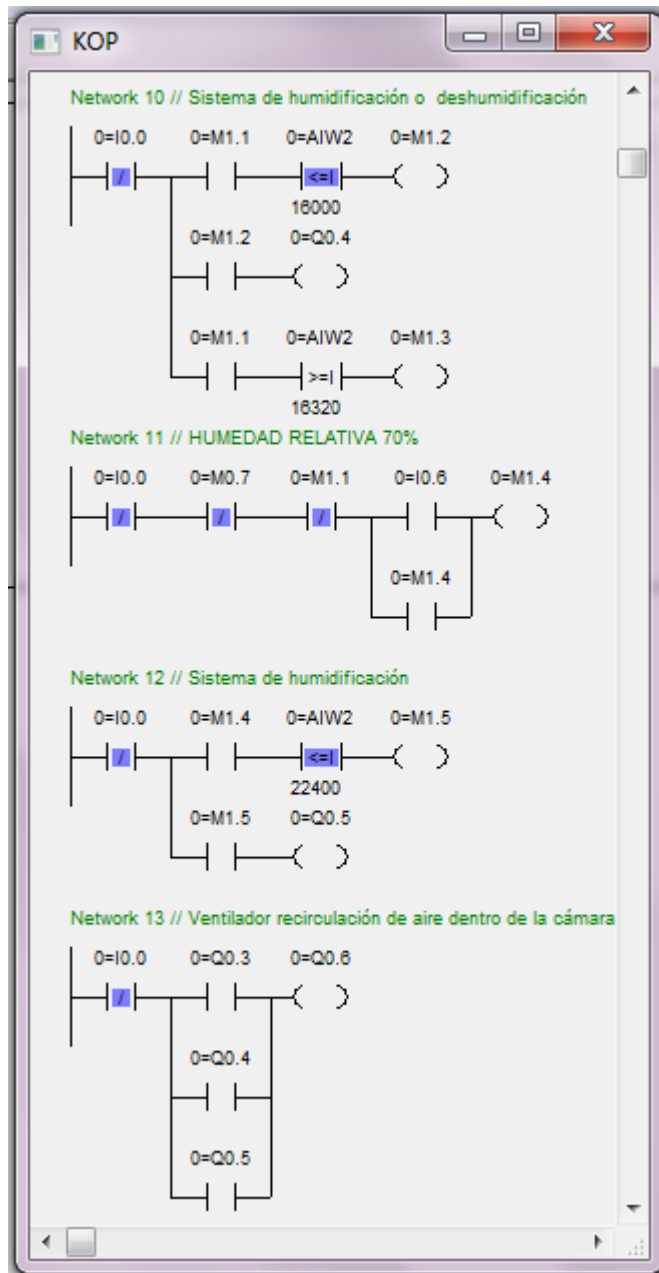 KOP
Network 10 // Sistema de humidificación o deshumidificación
0=I0.0 0=M1.1 0=AIW2 0=M1.2
/ <=I
16000
0=M1.2 0=Q0.4
0=M1.1 0=AIW2 0=M1.3
>=I
16320
Network 11 // HUMEDAD RELATIVA 70%
0=I0.0 0=M0.7 0=M1.1 0=I0.6 0=M1.4
/ / /
0=M1.4
Network 12 // Sistema de humidificación
0=I0.0 0=M1.4 0=AIW2 0=M1.5
/ <=I
22400
0=M1.5 0=Q0.5
Network 13 // Ventilador recirculación de aire dentro de la cámara
0=I0.0 0=Q0.3 0=Q0.6
/
0=Q0.4
0=Q0.5